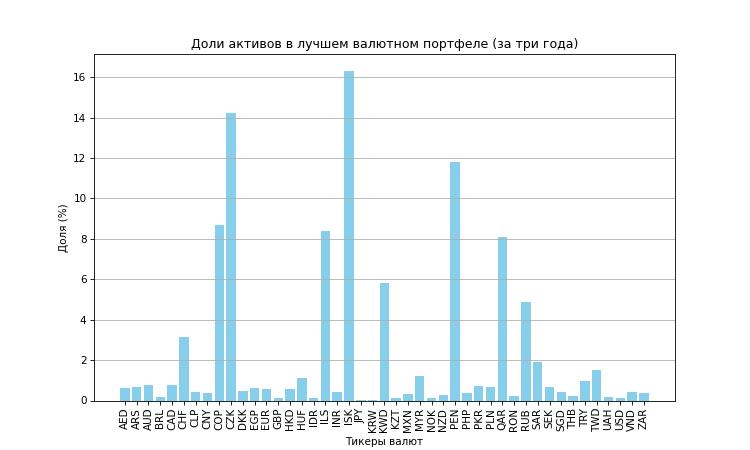 Доли активов в лучшем валютном портфеле (за три года)
Доля (%)
16
14
12
10
8
6
4
2
0
AED ARS AUD BRL CAD CHF CLP CNY COP CZK DKK EGP EUR GBP HKD HUF IDR ILS INR ISK JPY KRW KWD KZT MXN MYR NOK NZD PEN PHP PKR PLN QAR RON RUB SAR SEK SGD THB TRY TWD UAH USD VND ZAR
Тикеры валют